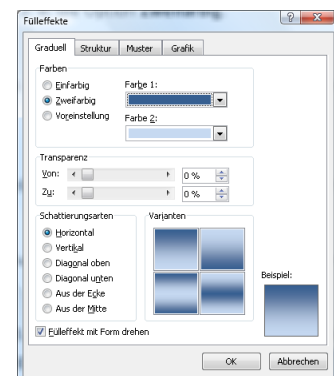 Fülleffekte
Graduell Struktur Muster Grafik
Farben
Einfarbig
Zweifarbig
Voreinstellung
Farbe 1:
Farbe 2:
Transparenz
Von: 0 %
Zu: 0 %
Schattierungsarten
Horizontal
Vertikal
Diagonal oben
Diagonal unten
Aus der Ecke
Aus der Mitte
Varianten
Beispiel:
Fülleffekt mit Form drehen
OK Abbrechen